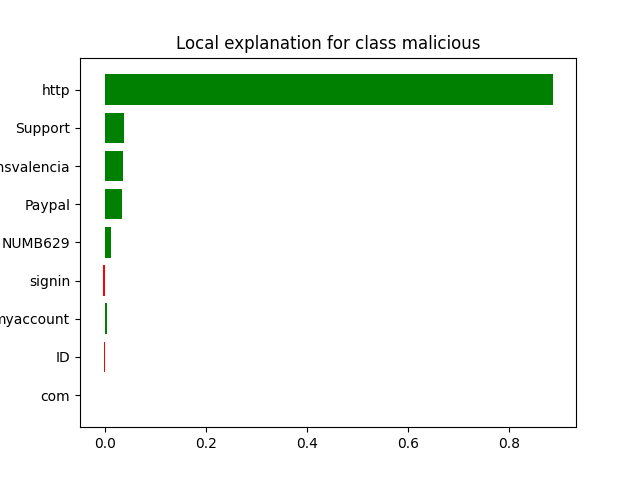 Local explanation for class malicious
http
Support
nsvalencia
Paypal
NUMB629
signin
myaccount
ID
com
0.0 0.2 0.4 0.6 0.8